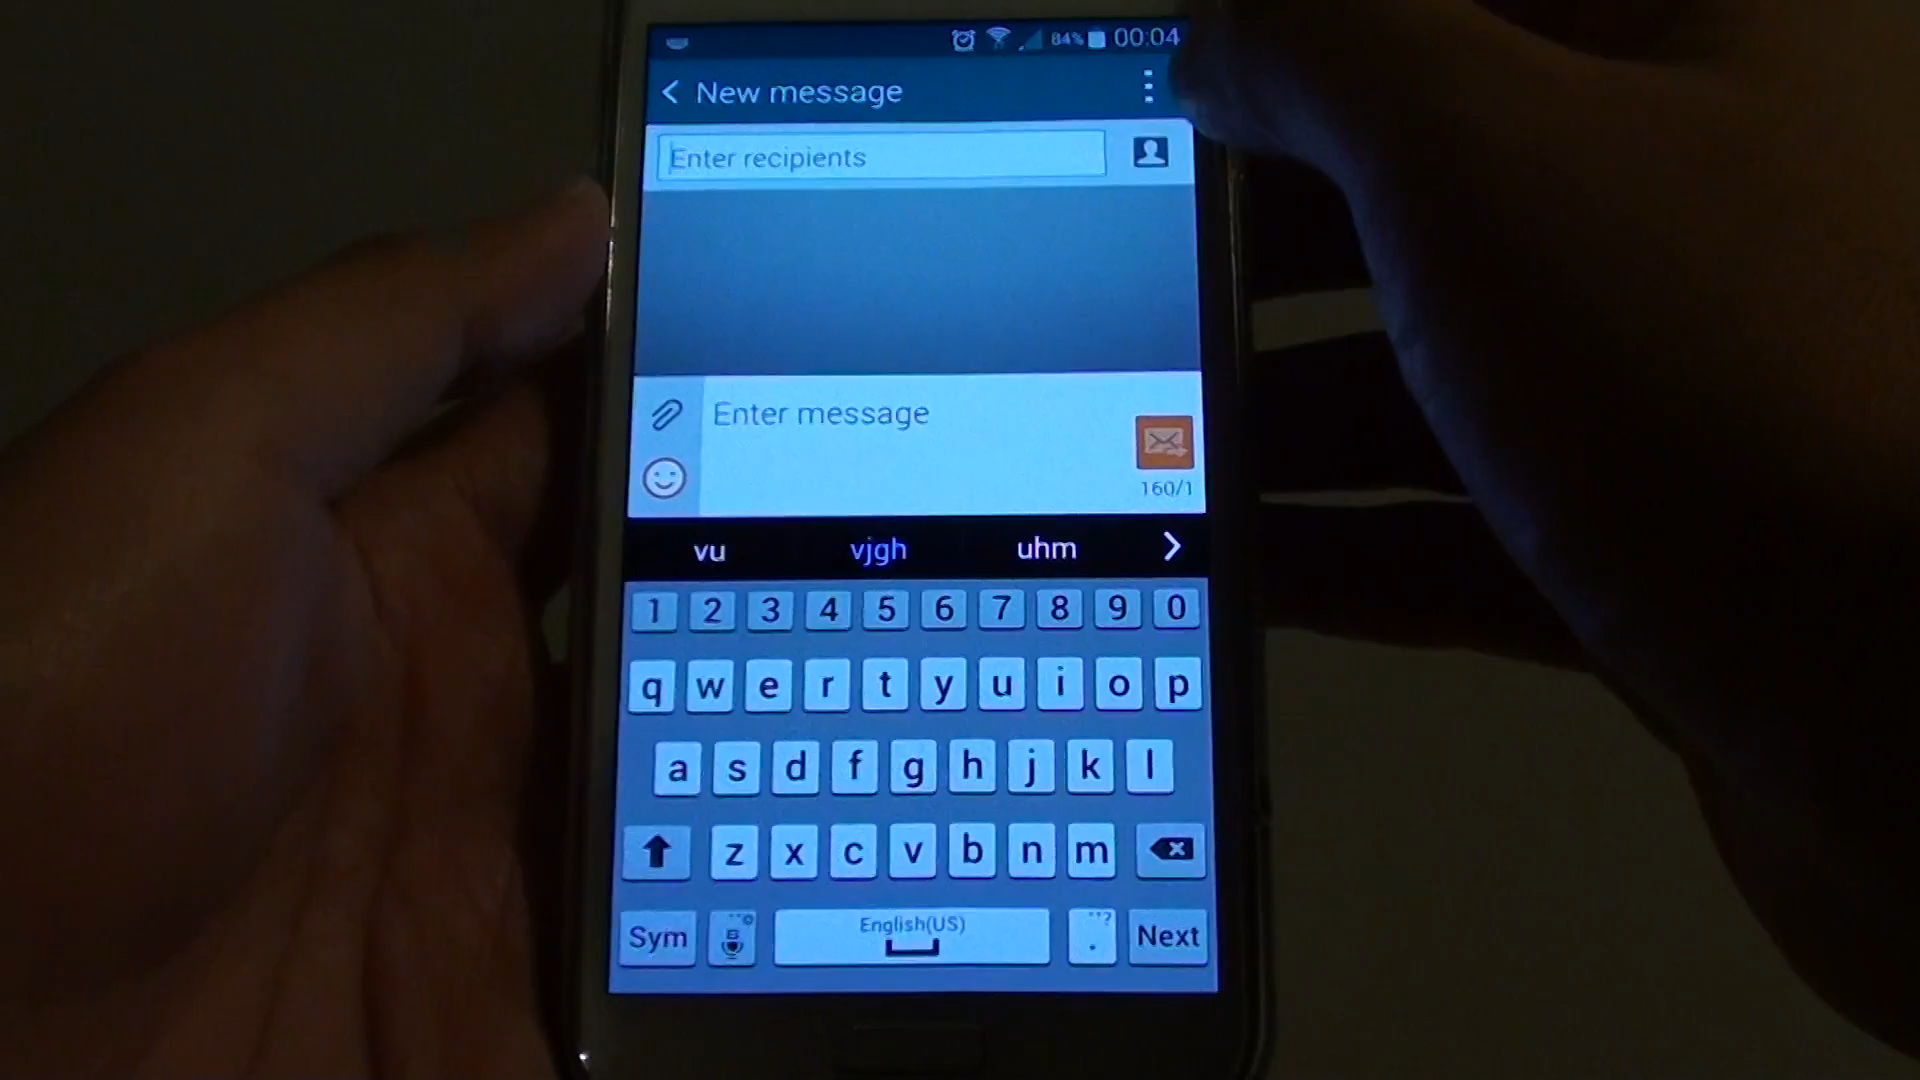 84% 00:04
New message
Enter recipients
Enter message
160/1
vu vjgh uhm
1 2 3 4 5 6 7 8 9 0
q w e r t y u i o p
a s d f g h j k l
z x c v b n m
Sym English(US) . Next